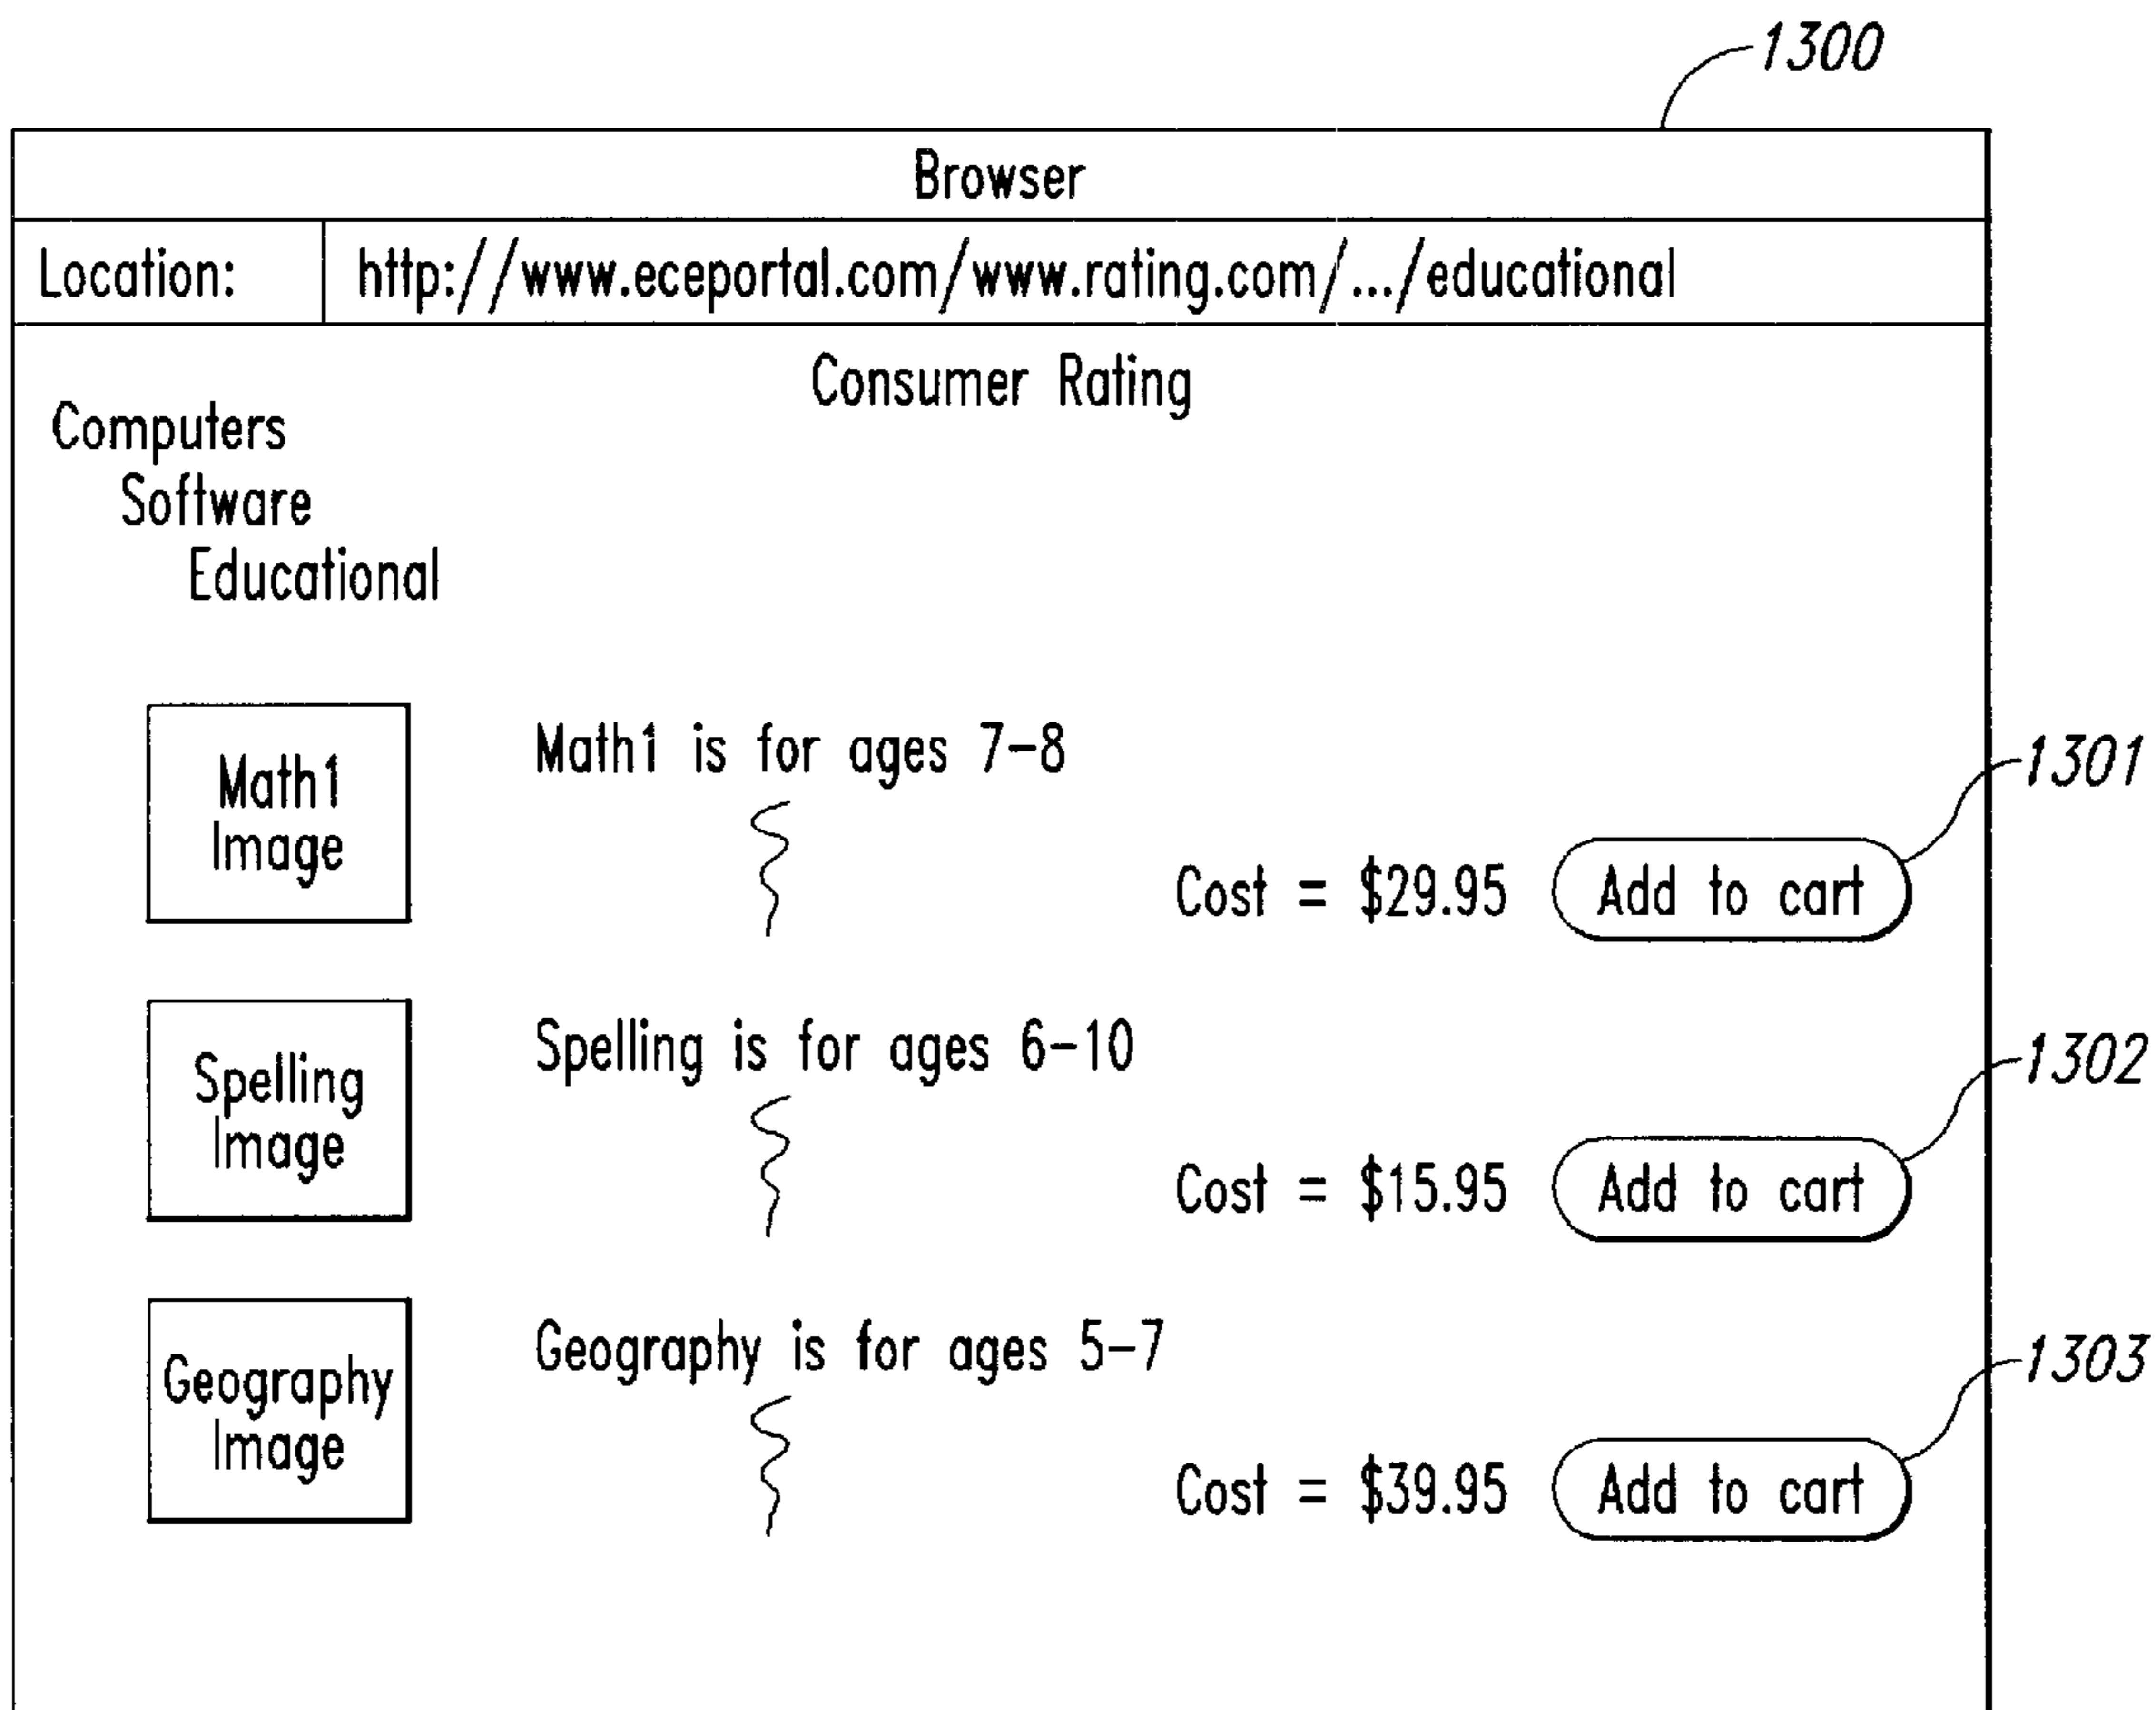 1300
Browser
Location: http://www.eceportal.com/www.rating.com/.../educational
Consumer Rating
Computers
Software
Educational
Math1
Image
Math1 is for ages 7-8
1301
Cost = $29.95 Add to cart
Spelling
Image
Spelling is for ages 6-10
1302
Cost = $15.95 Add to cart
Geography
Image
Geography is for ages 5-7
1303
Cost = $39.95 Add to cart